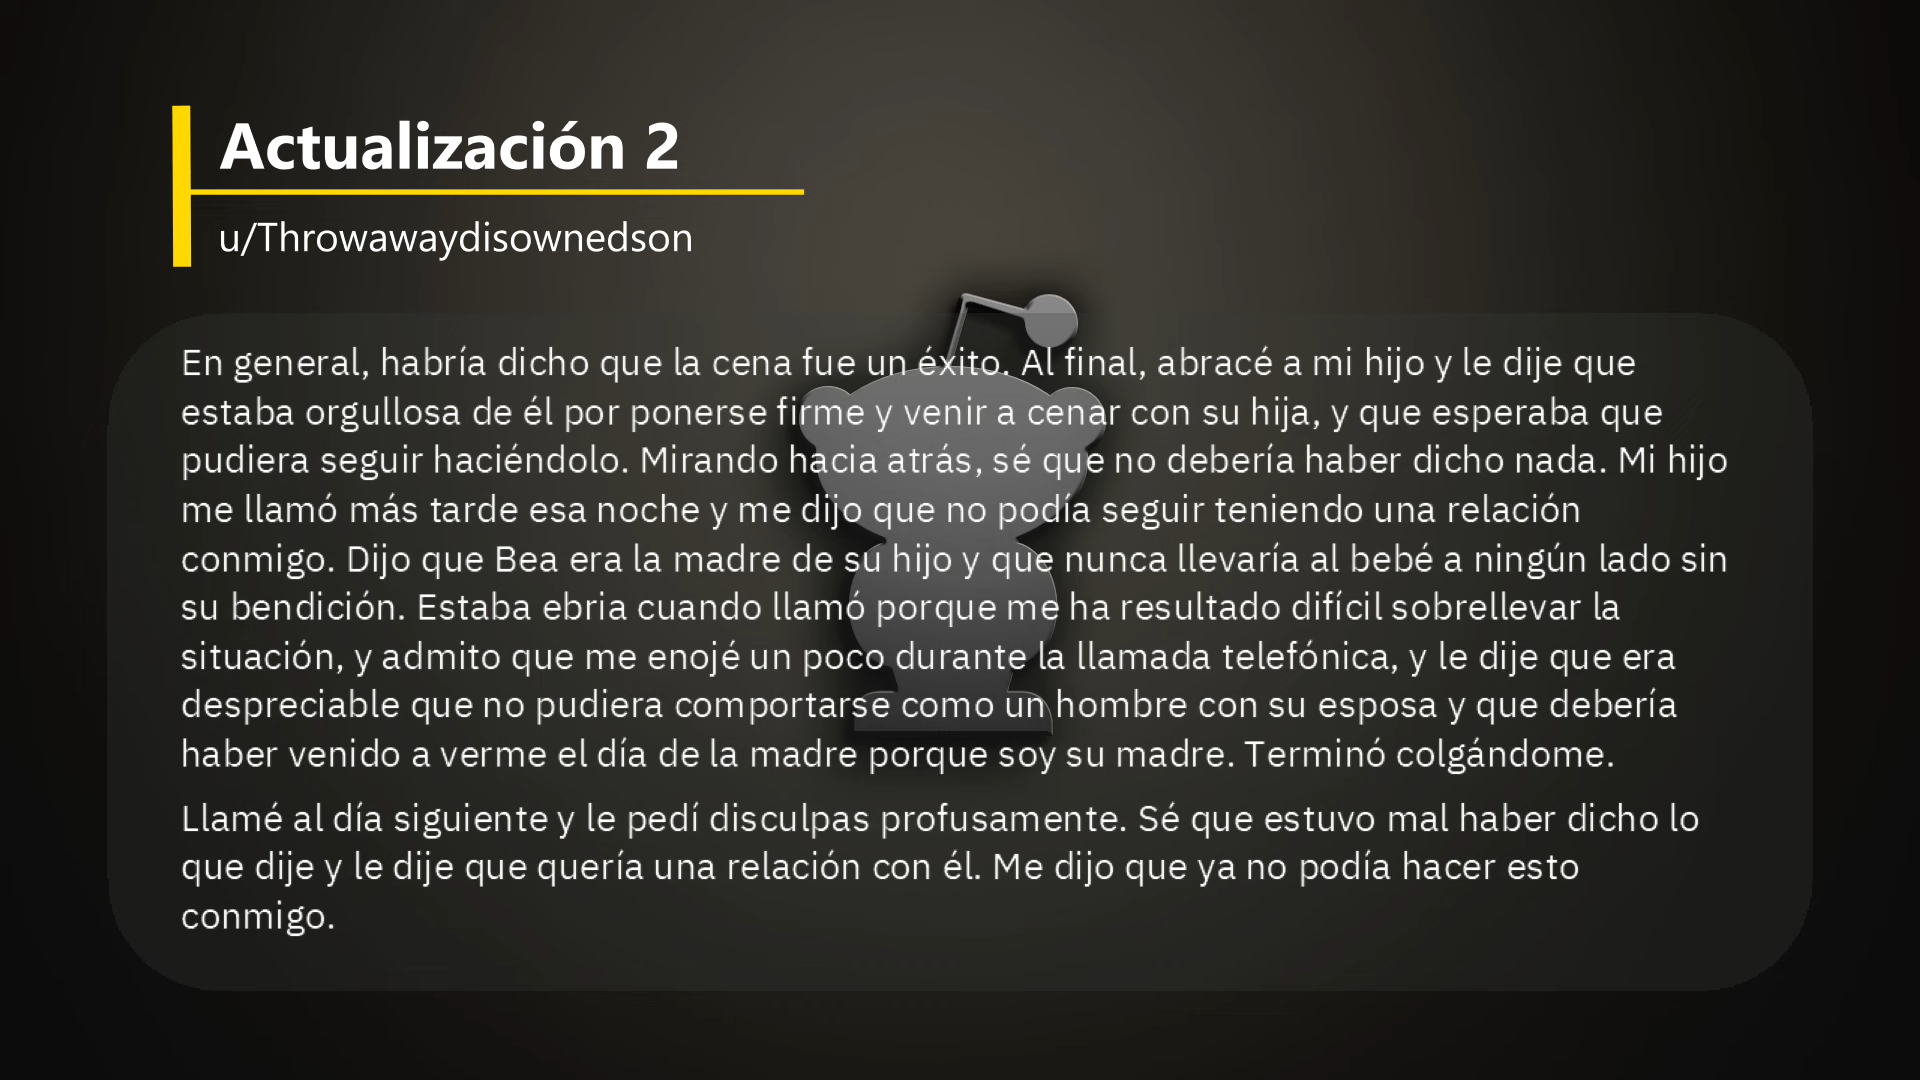 Actualización 2
u/Throwawaydisownedson
En general, habría dicho que la cena fue un éxito. Al final, abracé a mi hijo y le dije que
estaba orgullosa de él por ponerse firme y venir a cenar con su hija, y que esperaba que
pudiera seguir haciéndolo. Mirando hacia atrás, sé que no debería haber dicho nada. Mi hijo
me llamó más tarde esa noche y me dijo que no podía seguir teniendo una relación
conmigo. Dijo que Bea era la madre de su hijo y que nunca llevaría al bebé a ningún lado sin
su bendición. Estaba ebria cuando llamó porque me ha resultado difícil sobrellevar la
situación, y admito que me enojé un poco durante la llamada telefónica, y le dije que era
despreciable que no pudiera comportarse como un hombre con su esposa y que debería
haber venido a verme el día de la madre porque soy su madre. Terminó colgándome.
Llamé al día siguiente y le pedí disculpas profusamente. Sé que estuvo mal haber dicho lo
que dije y le dije que quería una relación con él. Me dijo que ya no podía hacer esto
conmigo.